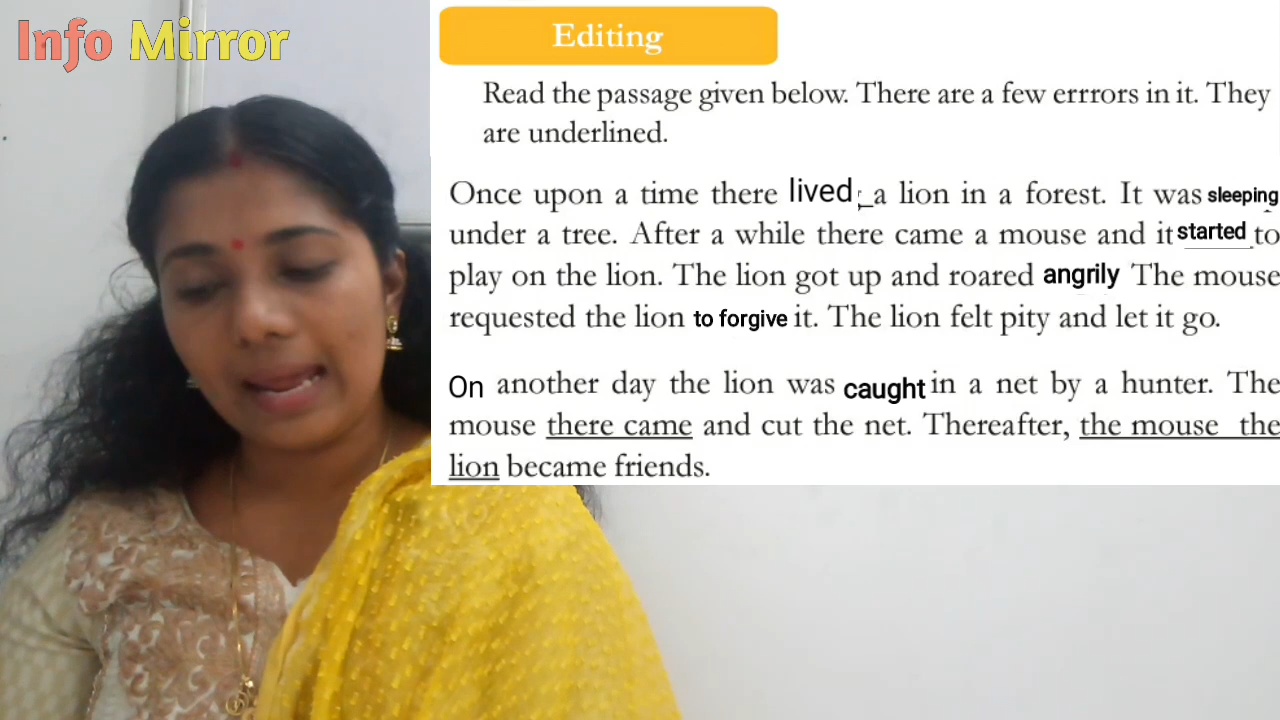 Info Mirror
Editing
Read the passage given below. There are a few errrors in it. They
are underlined.
Once upon a time there lived a lion in a forest. It was sleeping
under a tree. After a while there came a mouse and it started to
play on the lion. The lion got up and roared angrily The mouse
requested the lion to forgive it. The lion felt pity and let it go.
On another day the lion was caught in a net by a hunter. The
mouse there came and cut the net. Thereafter, the mouse the
lion became friends.